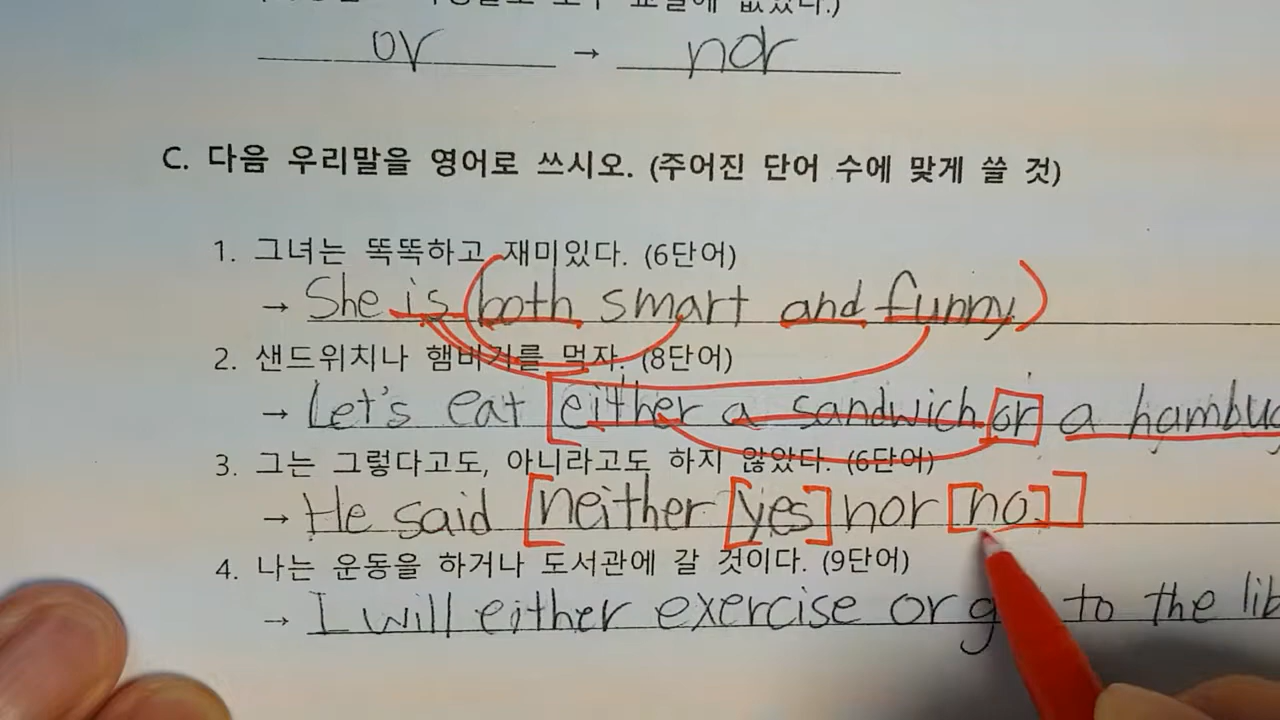 없었다.)
or → nor
C. 다음 우리말을 영어로 쓰시오. (주어진 단어 수에 맞게 쓸 것)
1. 그녀는 똑똑하고 재미있다. (6단어)
→ She is both smart and funny.
2. 샌드위치나 햄버거를 먹자. (8단어)
→ Let's eat either a sandwich or a hambu
3. 그는 그렇다고도, 아니라고도 하지 않았다. (6단어)
→ He said neither yes nor no.
4. 나는 운동을 하거나 도서관에 갈 것이다. (9단어)
→ I will either exercise or g to the lib